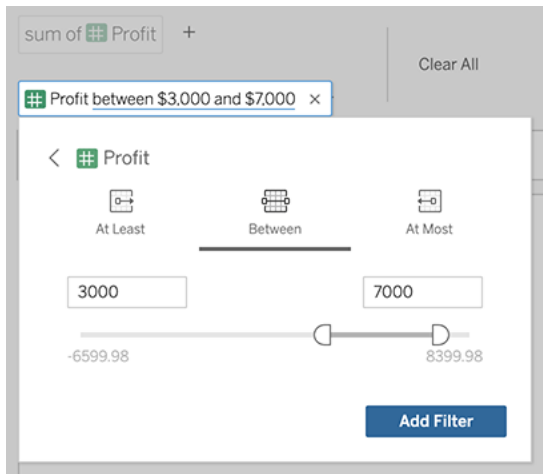 sum of Profit +
Clear All
Profit between $3,000 and $7,000 ×
Profit
At Least Between At Most
3000 7000
-6599.98 8399.98
Add Filter